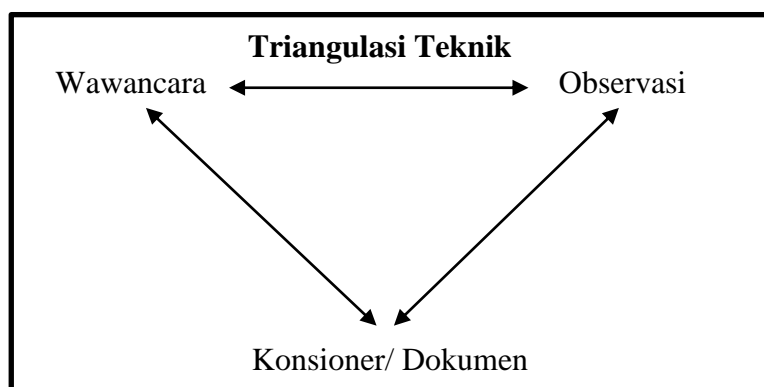 Triangulasi Teknik
Wawancara Observasi
Konsioner/ Dokumen